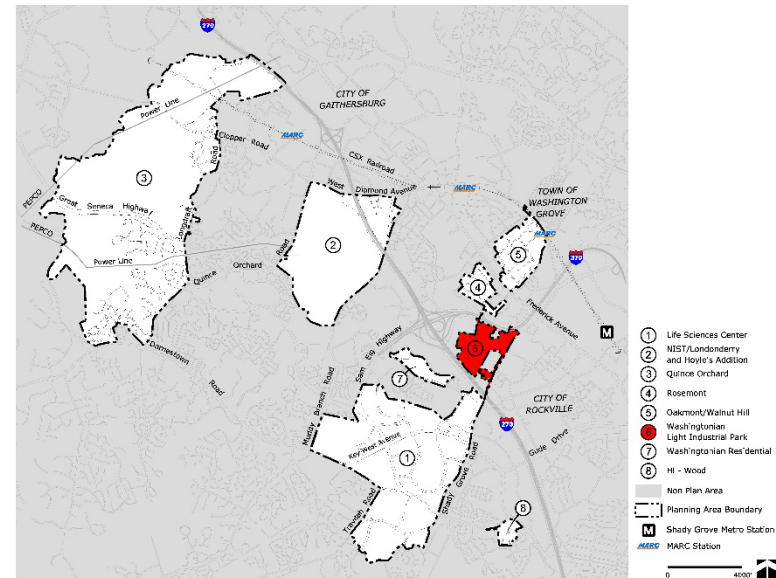 270
CITY OF
GAITHERSBURG
Power Line
Clopper Road
MARC
CSX Railroad
3
Road
West Diamond Avenue
MARC
TOWN OF
WASHINGTON
GROVE
PEPCO
Great Seneca Highway
Longdraft
2
MARC
5
370
PEPCO
Power Line
Quince Orchard Road
4
Frederick Avenue
M
Darnestown Road
Sam Eig Highway
6
7
Muddy Branch Road
CITY OF
ROCKVILLE
270
Key West Avenue
1
Gude Drive
Shady Grove Road
Travilah Road
8
1 Life Sciences Center
2 NIST/Londonderry
and Hoyle's Addition
3 Quince Orchard
4 Rosemont
5 Oakmont/Walnut Hill
6 Washingtonian
Light Industrial Park
7 Washingtonian Residential
8 Hi - Wood
Non Plan Area
Planning Area Boundary
M Shady Grove Metro Station
MARC MARC Station
0 4000'